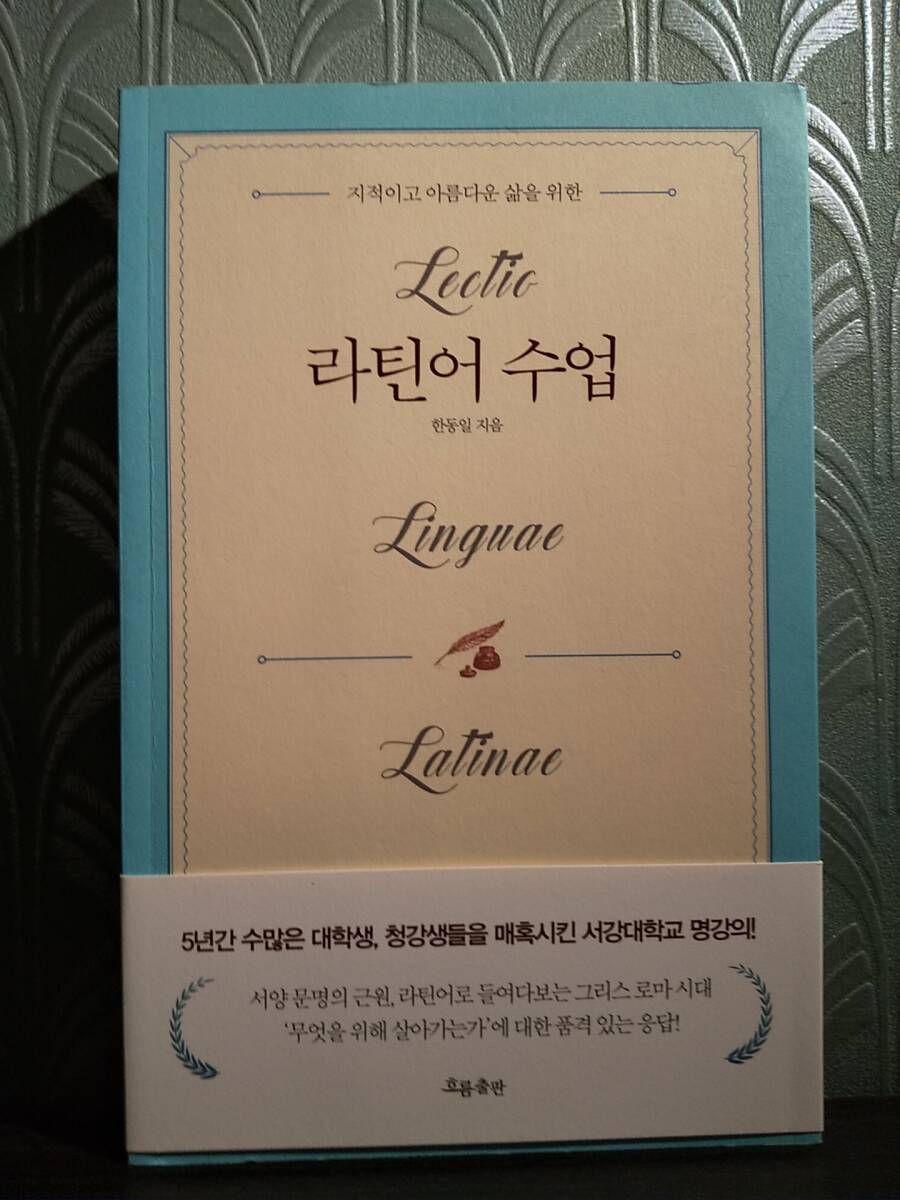 지적이고 아름다운 삶을 위한
Lectio
라틴어 수업
한동일 지음
Linguae
Latinae
5년간 수많은 대학생, 청강생들을 매혹시킨 서강대학교 명강의!
서양 문명의 근원, 라틴어로 들여다보는 그리스 로마 시대
‘무엇을 위해 살아가는가’에 대한 품격 있는 응답!
흐름출판